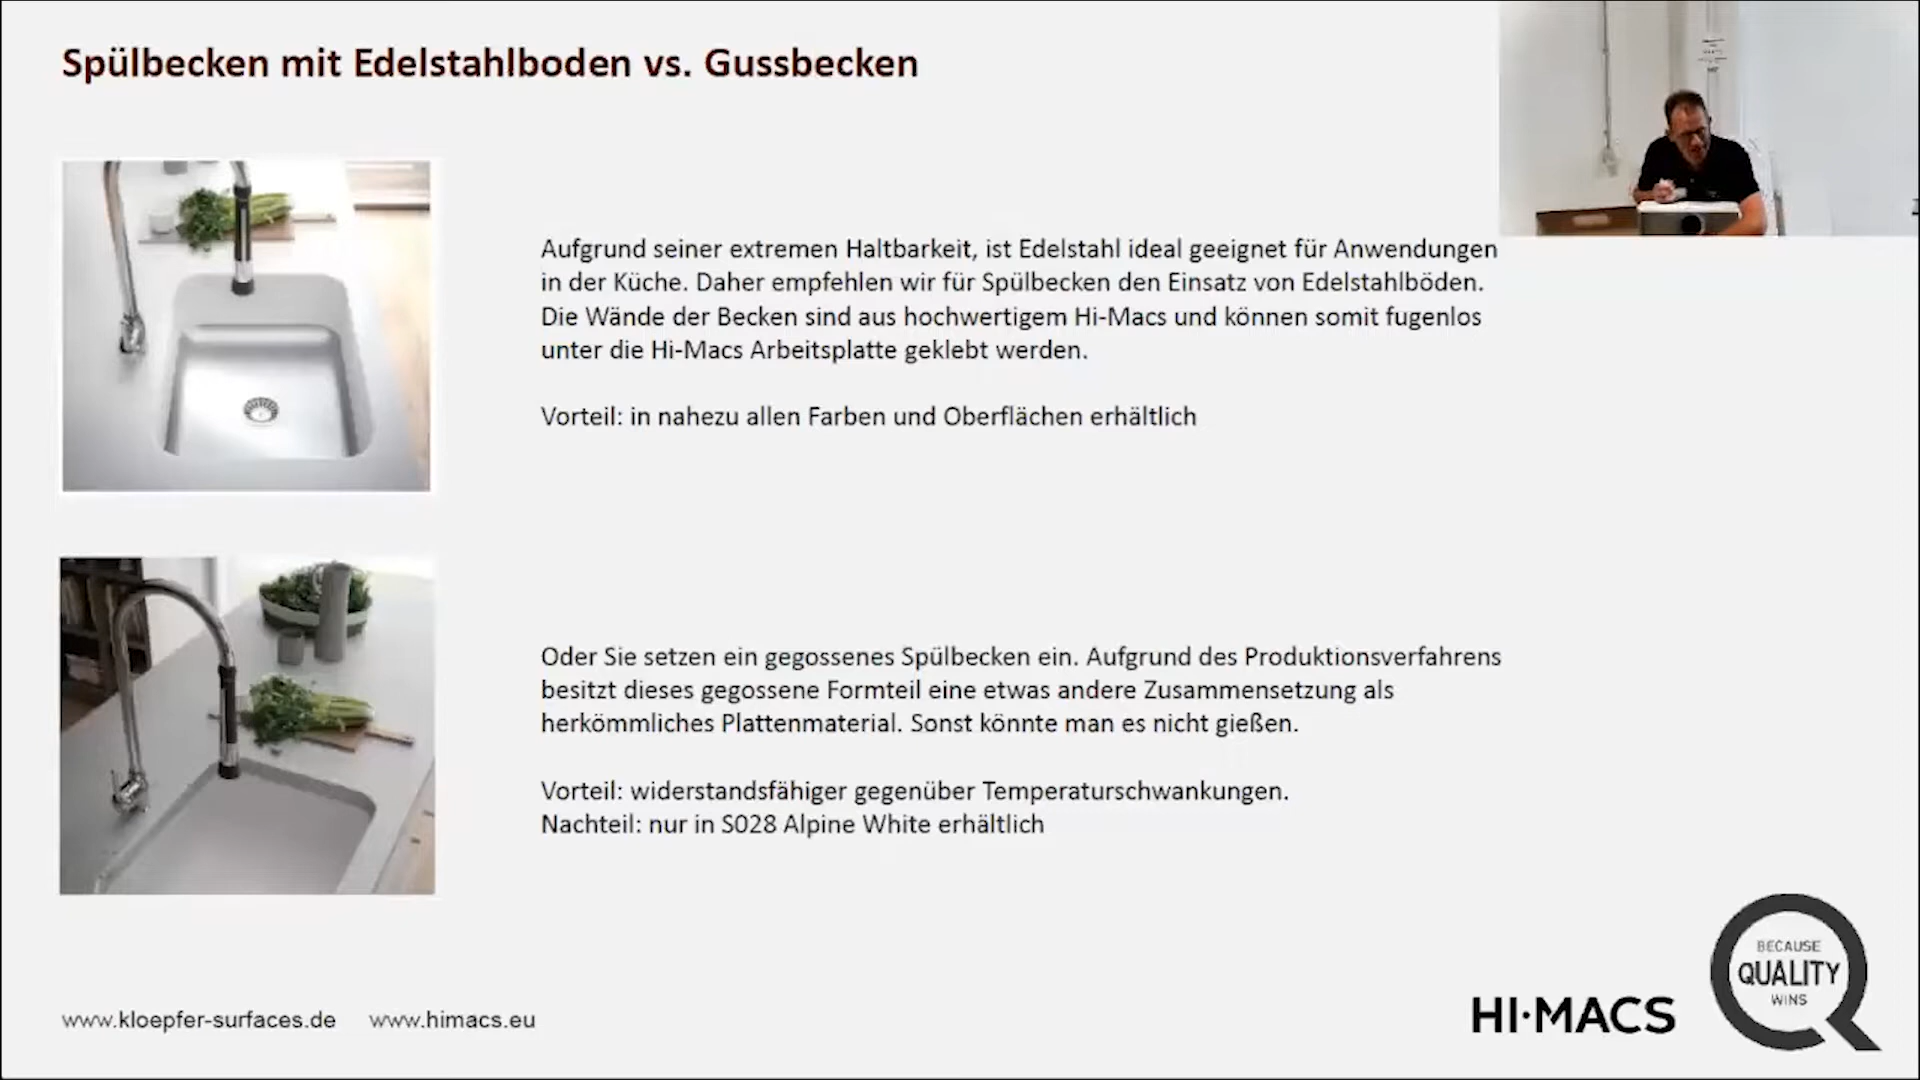 Spülbecken mit Edelstahlboden vs. Gussbecken
Aufgrund seiner extremen Haltbarkeit, ist Edelstahl ideal geeignet für Anwendungen
in der Küche. Daher empfehlen wir für Spülbecken den Einsatz von Edelstahlböden.
Die Wände der Becken sind aus hochwertigem Hi-Macs und können somit fugenlos
unter die Hi-Macs Arbeitsplatte geklebt werden.
Vorteil: in nahezu allen Farben und Oberflächen erhältlich
Oder Sie setzen ein gegossenes Spülbecken ein. Aufgrund des Produktionsverfahrens
besitzt dieses gegossene Formteil eine etwas andere Zusammensetzung als
herkömmliches Plattenmaterial. Sonst könnte man es nicht gießen.
Vorteil: widerstandsfähiger gegenüber Temperaturschwankungen.
Nachteil: nur in S028 Alpine White erhältlich
www.kloepfer-surfaces.de www.himacs.eu
HI·MACS
BECAUSE
QUALITY
WINS